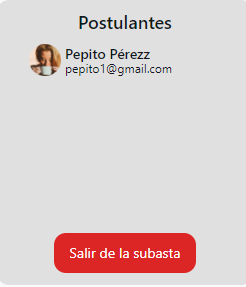 Postulantes
Pepito Pérezz
pepito1@gmail.com
Salir de la subasta